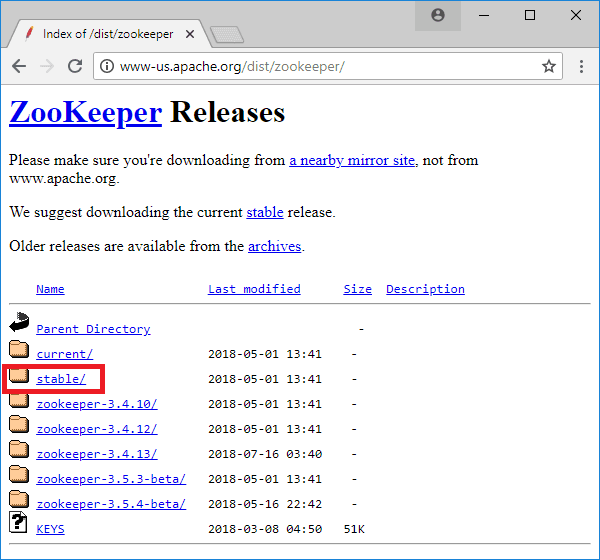 Index of /dist/zookeeper
www-us.apache.org/dist/zookeeper/
ZooKeeper Releases
Please make sure you're downloading from a nearby mirror site, not from
www.apache.org.
We suggest downloading the current stable release.
Older releases are available from the archives.
Name Last modified Size Description
Parent Directory -
current/ 2018-05-01 13:41 -
stable/ 2018-05-01 13:41 -
zookeeper-3.4.10/ 2018-05-01 13:41 -
zookeeper-3.4.12/ 2018-05-01 13:41 -
zookeeper-3.4.13/ 2018-07-16 03:40 -
zookeeper-3.5.3-beta/ 2018-05-01 13:41 -
zookeeper-3.5.4-beta/ 2018-05-16 22:42 -
KEYS 2018-03-08 04:50 51K